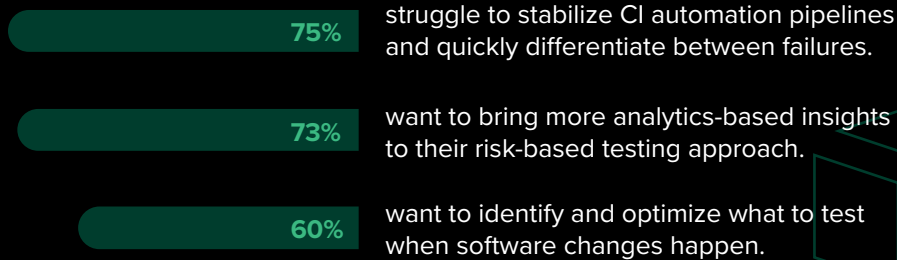 75%
struggle to stabilize CI automation pipelines
and quickly differentiate between failures.
73%
want to bring more analytics-based insights
to their risk-based testing approach.
60%
want to identify and optimize what to test
when software changes happen.